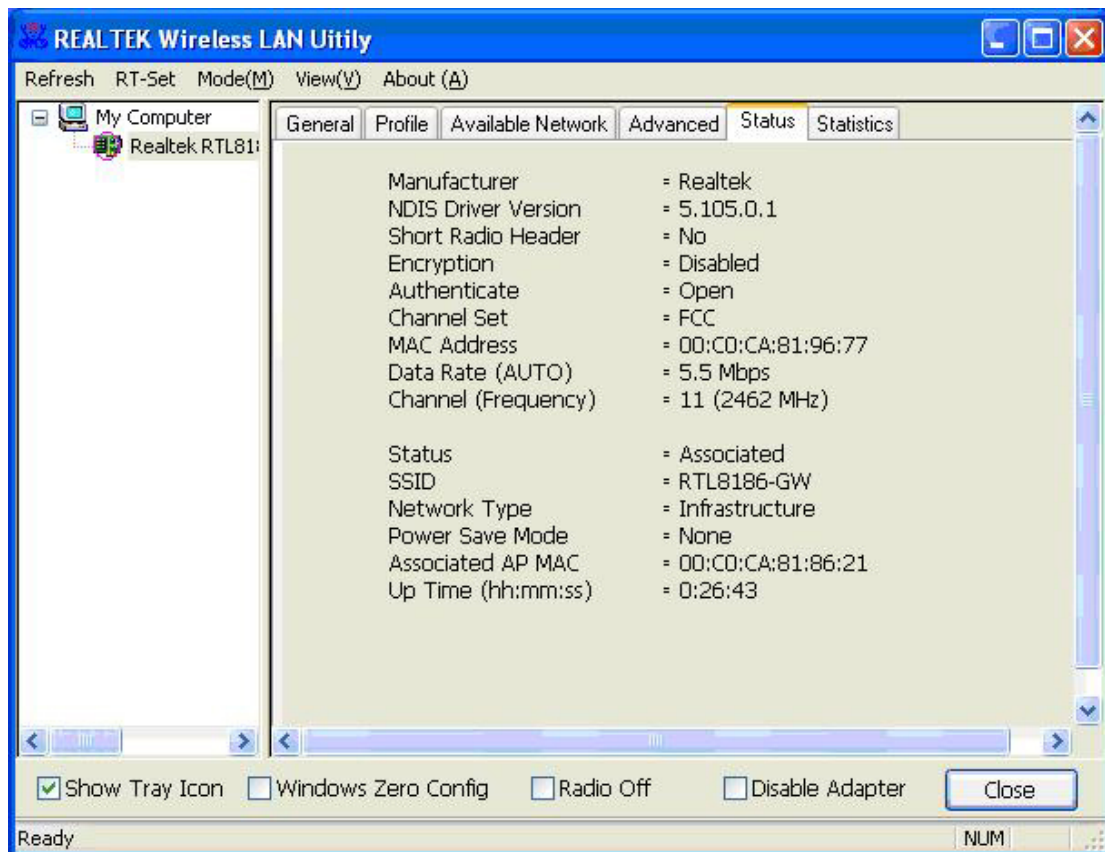 REALTEK Wireless LAN Uitily
Refresh RT-Set Mode(M) View(V) About (A)
My Computer
Realtek RTL81
General Profile Available Network Advanced Status Statistics
Manufacturer = Realtek
NDIS Driver Version = 5.105.0.1
Short Radio Header = No
Encryption = Disabled
Authenticate = Open
Channel Set = FCC
MAC Address = 00:C0:CA:81:96:77
Data Rate (AUTO) = 5.5 Mbps
Channel (Frequency) = 11 (2462 MHz)
Status = Associated
SSID = RTL8186-GW
Network Type = Infrastructure
Power Save Mode = None
Associated AP MAC = 00:C0:CA:81:86:21
Up Time (hh:mm:ss) = 0:26:43
Show Tray Icon Windows Zero Config Radio Off Disable Adapter Close
Ready NUM